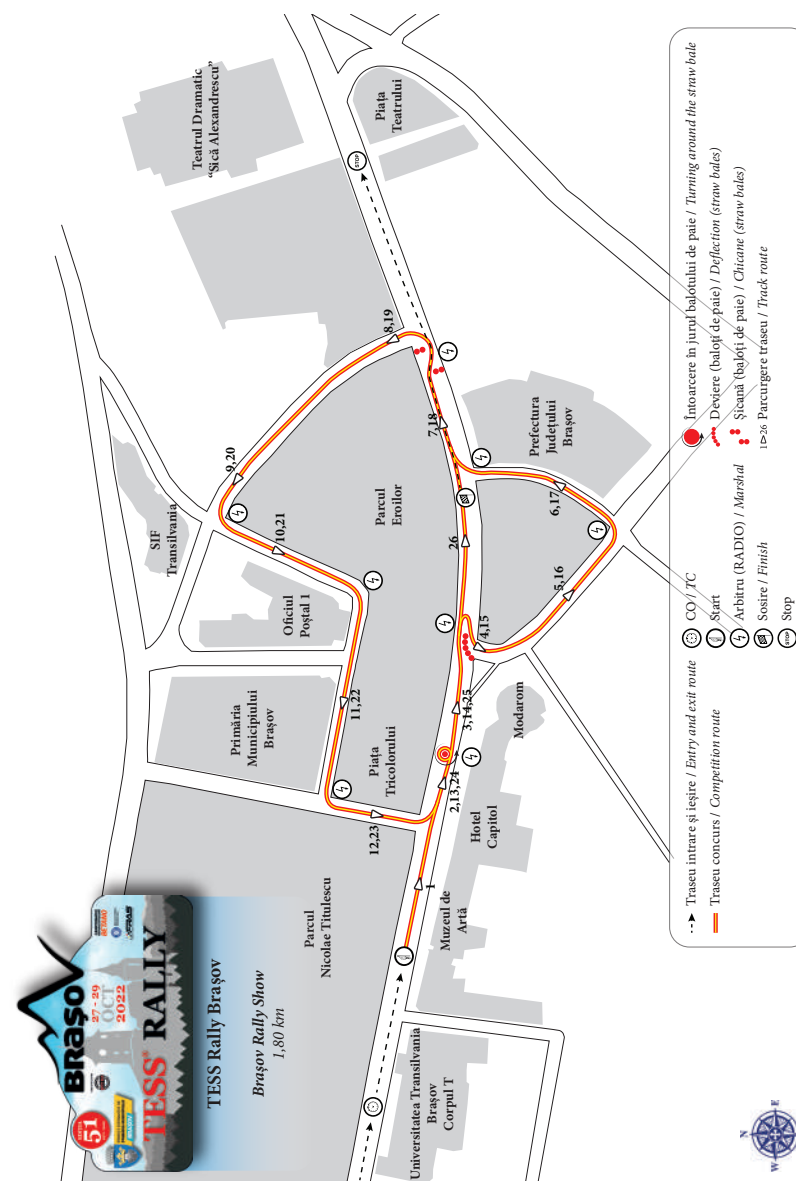 BRAȘOV
27 - 29
OCT
2022
51
TESS® RALLY
TESS Rally Brașov
Brașov Rally Show
1,80 km
Teatrul Dramatic
“Sică Alexandrescu”
Piața
Teatrului
STOP
8,19
7,18
9,20
SIF
Transilvania
10,21
Parcul
Eroilor
Prefectura
Județului
Brașov
6,17
26
5,16
4,15
Oficiul
Poștal 1
11,22
Primăria
Municipiului
Brașov
Piața
Tricolorului
3,14,25
Modarom
2,13,24
12,23
Hotel
Capitol
1
Muzeul de
Artă
Parcul
Nicolae Titulescu
Universitatea Transilvania
Brașov
Corpul T
N
E
W
Traseu intrare și ieșire / Entry and exit route
Traseu concurs / Competition route
CO / TC
Start
Arbitru (RADIO) / Marshal
Sosire / Finish
STOP
Stop
Întoarcere în jurul balotului de paie / Turning around the straw bale
Deviere (baloți de paie) / Deflection (straw bales)
Șicană (baloți de paie) / Chicane (straw bales)
1▷26 Parcurgere traseu / Track route